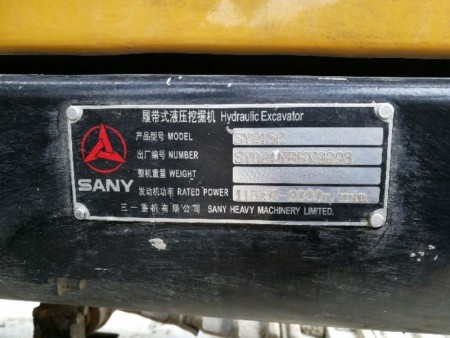 履带式液压挖掘机 Hydraulic Excavator
产品型号 MODEL
出厂编号 NUMBER
整机重量 WEIGHT
发动机功率 RATED POWER
SANY
三一重机有限公司 SANY HEAVY MACHINERY LIMITED.